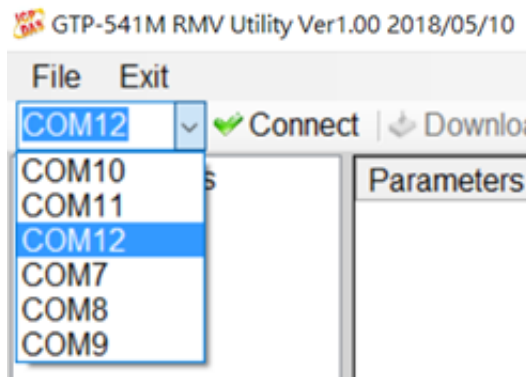 GTP-541M RMV Utility Ver1.00 2018/05/10
File Exit
COM12 Connect
COM10
COM11
COM12
COM7
COM8
COM9
Parameters